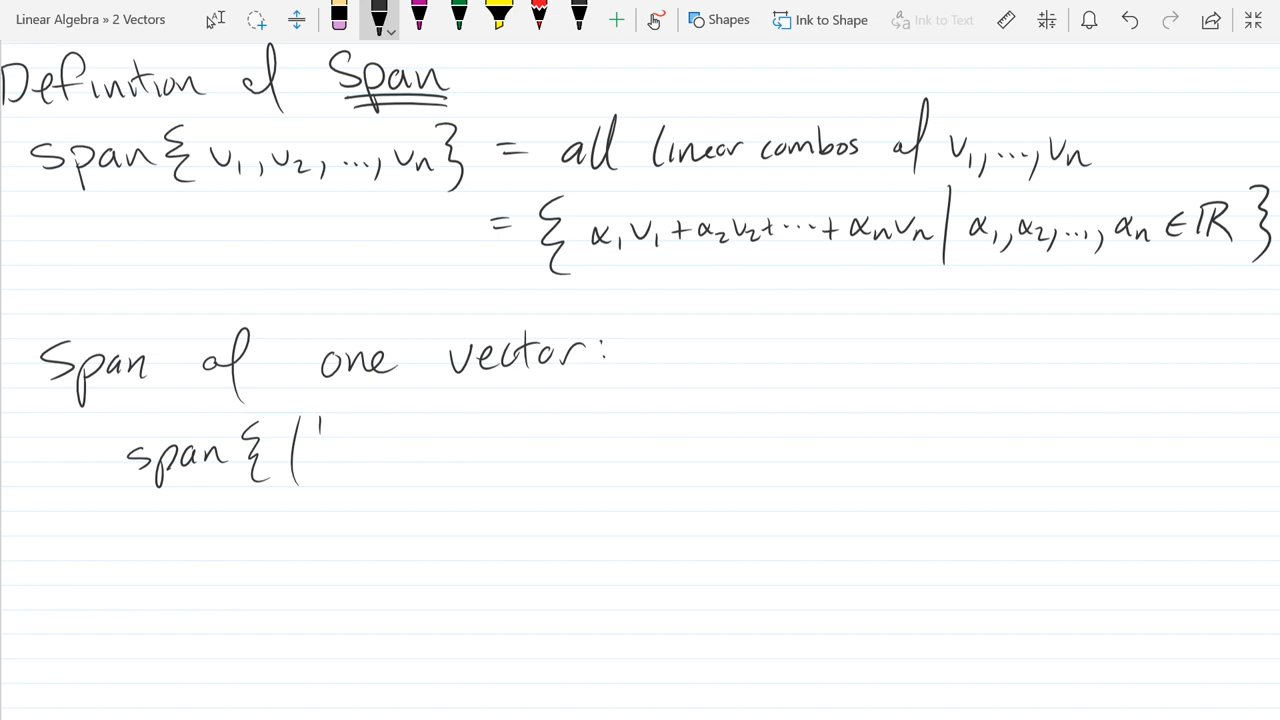 Linear Algebra » 2 Vectors
Shapes
Ink to Shape
Ink to Text
Definition of Span
span{v₁,v₂,...,vₙ} = all linear combos of v₁,...,vₙ
= {α₁v₁+α₂v₂+···+αₙvₙ | α₁,α₂,...,αₙ ∈ ℝ}
Span of one vector:
span{(1